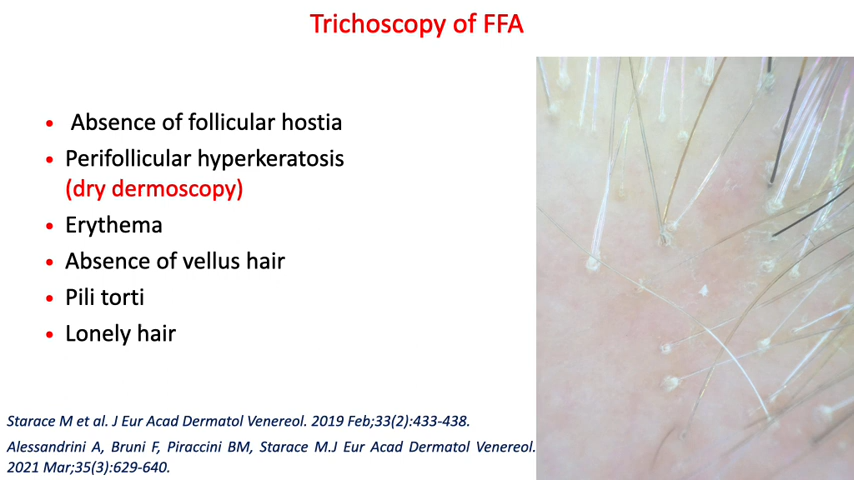 Trichoscopy of FFA
• Absence of follicular hostia
• Perifollicular hyperkeratosis
(dry dermoscopy)
• Erythema
• Absence of vellus hair
• Pili torti
• Lonely hair
Starace M et al. J Eur Acad Dermatol Venereol. 2019 Feb;33(2):433-438.
Alessandrini A, Bruni F, Piraccini BM, Starace M.J Eur Acad Dermatol Venereol.
2021 Mar;35(3):629-640.